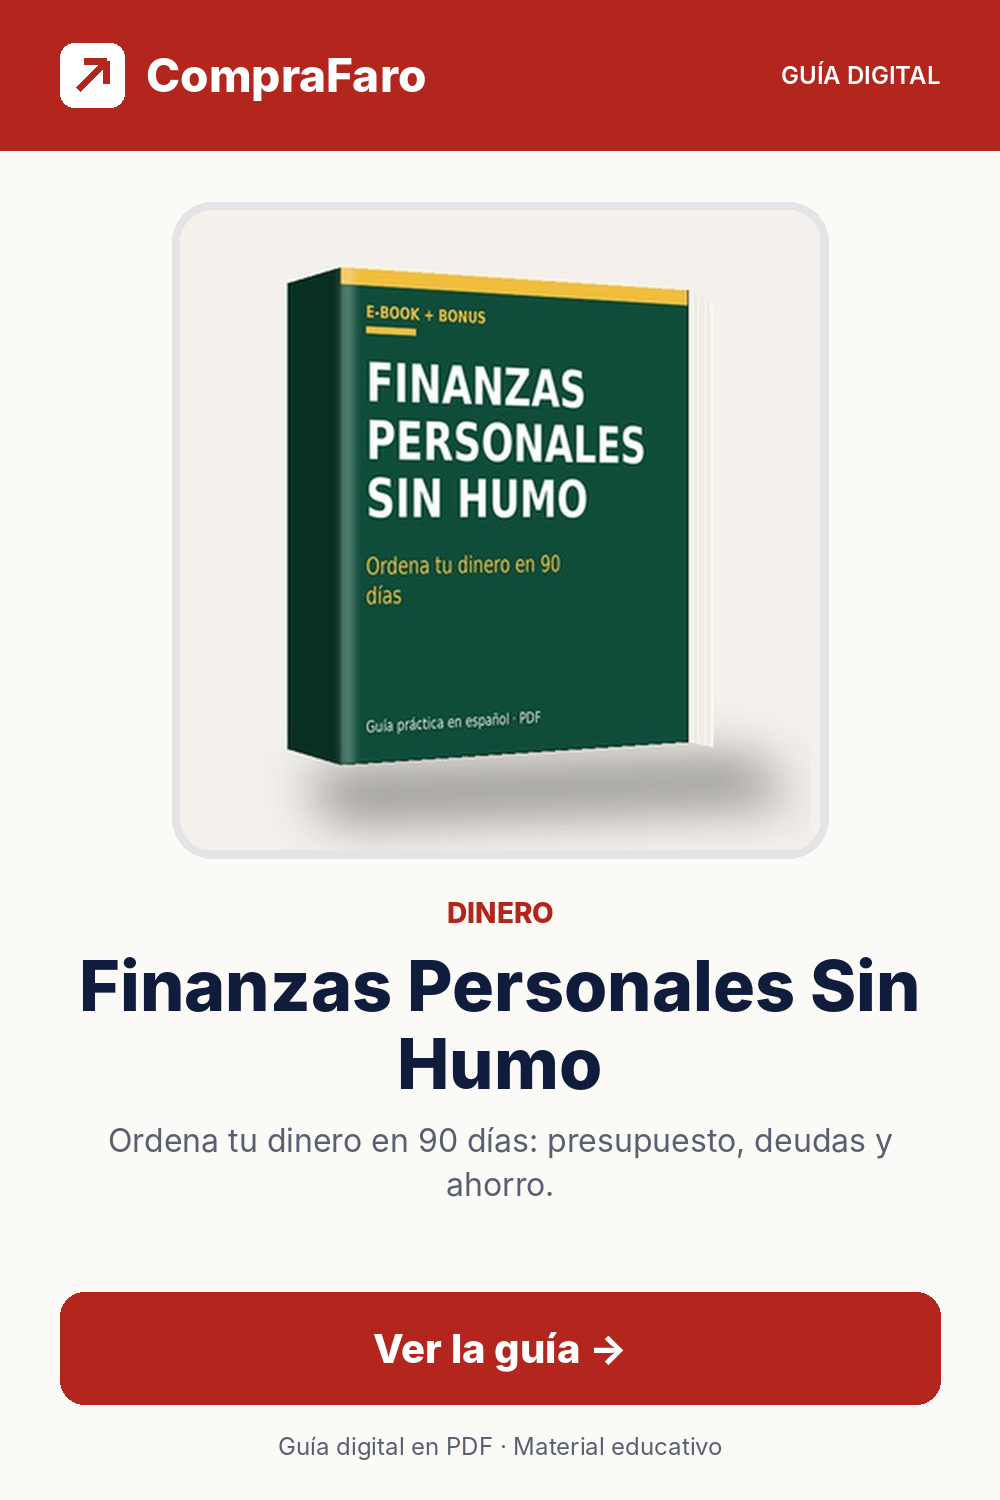 CompraFaro
GUÍA DIGITAL
E-BOOK + BONUS
FINANZAS
PERSONALES
SIN HUMO
Ordena tu dinero en 90
días
Guía práctica en español · PDF
DINERO
Finanzas Personales Sin
Humo
Ordena tu dinero en 90 días: presupuesto, deudas y
ahorro.
Ver la guía →
Guía digital en PDF · Material educativo